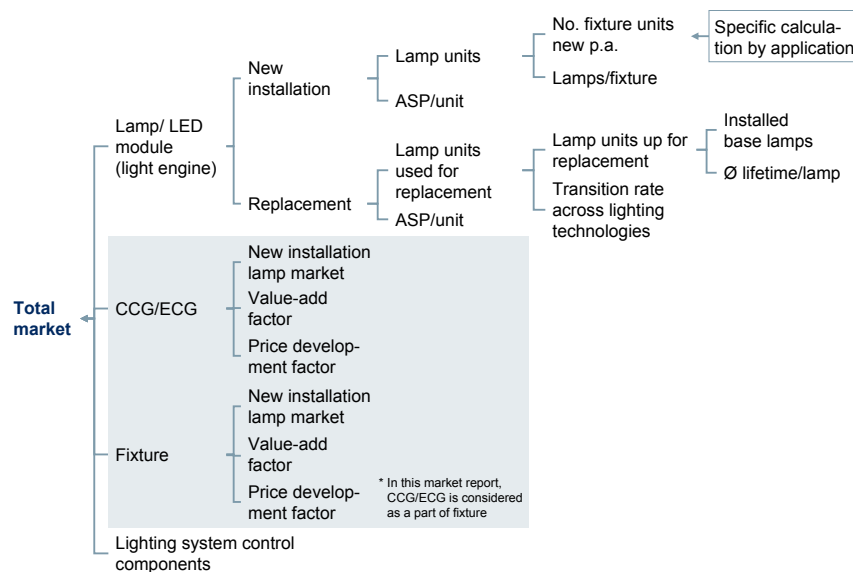 Total
market
Lamp/ LED
module
(light engine)
New
installation
Lamp units
No. fixture units
new p.a.
Specific calcula-
tion by application
Lamps/fixture
ASP/unit
Replacement
Lamp units
used for
replacement
Lamp units up for
replacement
Installed
base lamps
Ø lifetime/lamp
Transition rate
across lighting
technologies
ASP/unit
CCG/ECG
New installation
lamp market
Value-add
factor
Price develop-
ment factor
Fixture
New installation
lamp market
Value-add
factor
Price develop-
ment factor
* In this market report,
CCG/ECG is considered
as a part of fixture
Lighting system control
components